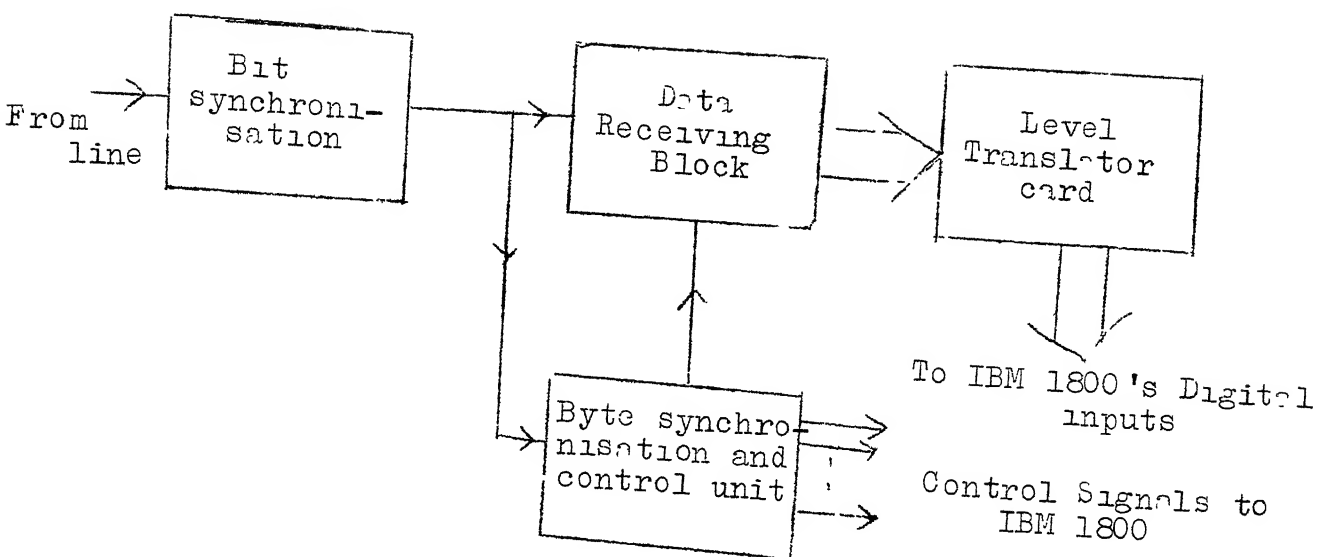 From
line
Bit
synchroni-
sation
Data
Receiving
Block
Level
Translator
card
Byte synchro-
nisation and
control unit
To IBM 1800's Digital
inputs
Control Signals to
IBM 1800